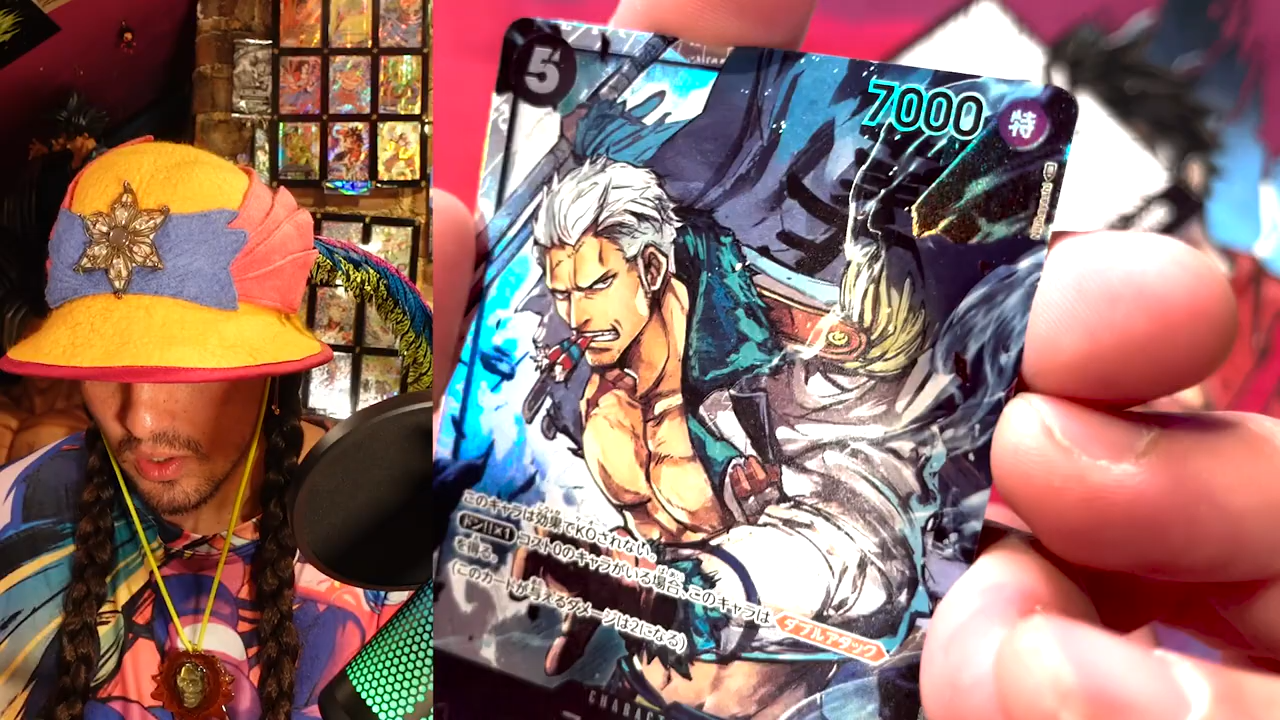 5
7000
特
このキャラは効果でKOされない。
ドン!!×1 コスト0のキャラがいる場合、このキャラは ダブルアタック
を得る。
(このカードが与えるダメージは2になる)
CHARACT